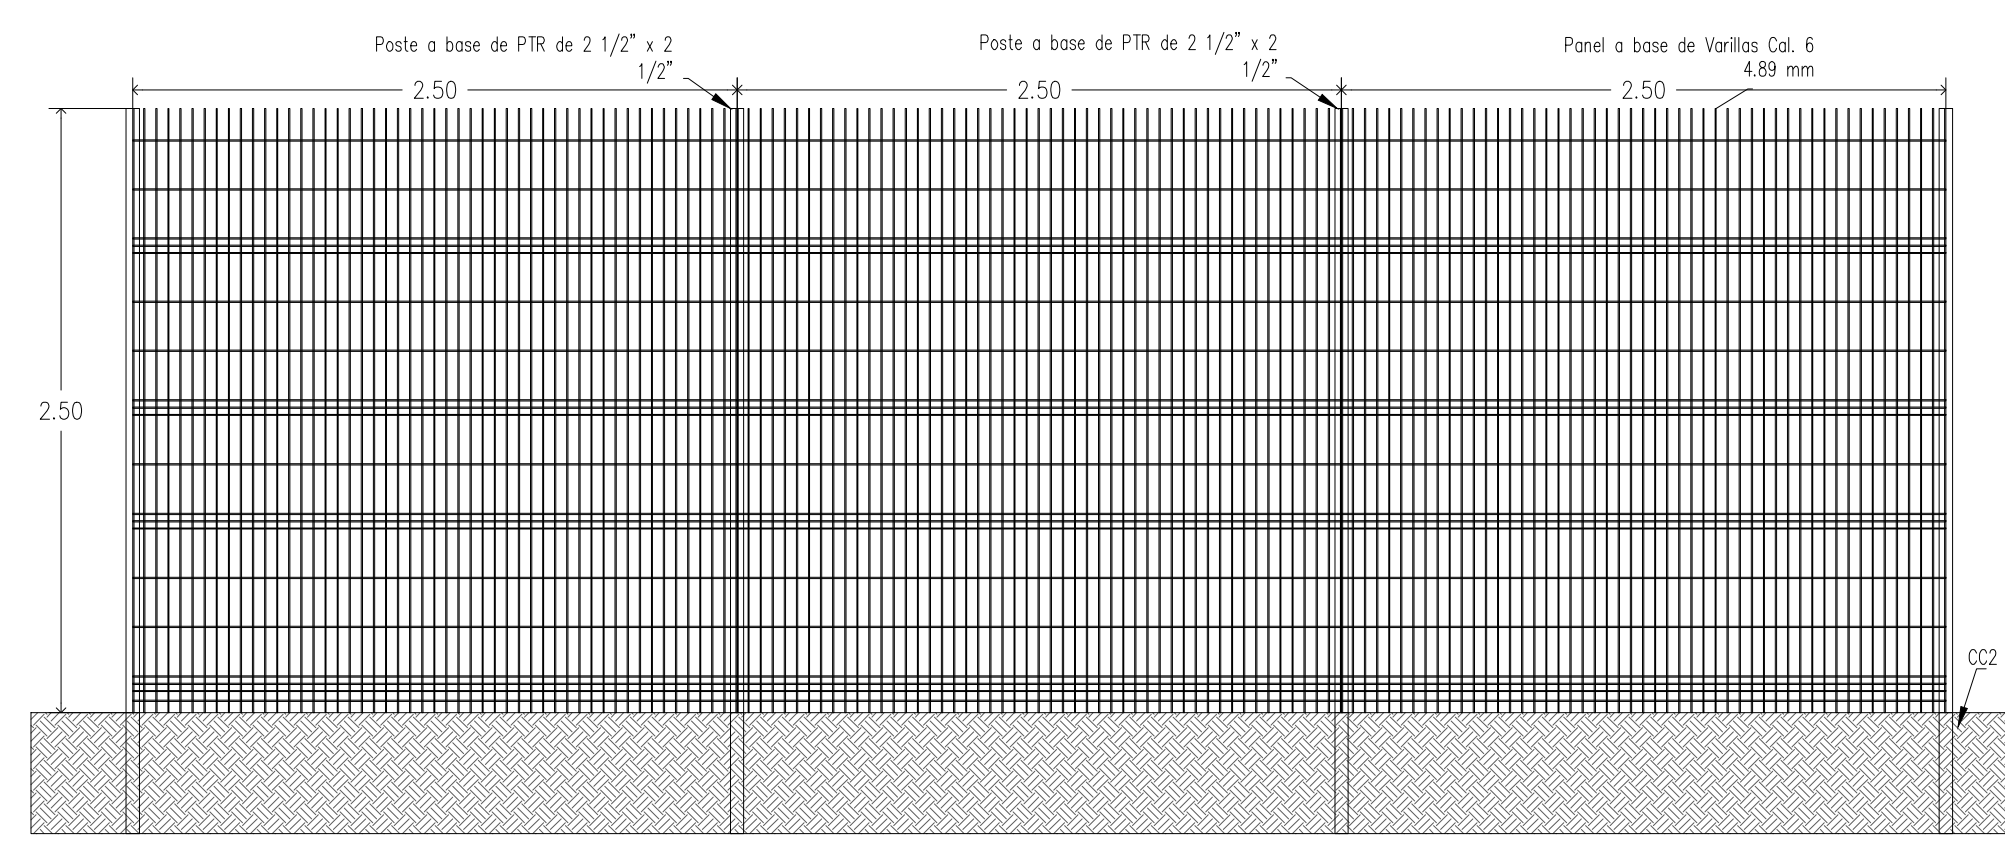 Poste a base de PTR de 2 1/2" x 2
1/2"
Poste a base de PTR de 2 1/2" x 2
1/2"
Panel a base de Varillas Cal. 6
4.89 mm
2.50
2.50
2.50
2.50
CC2